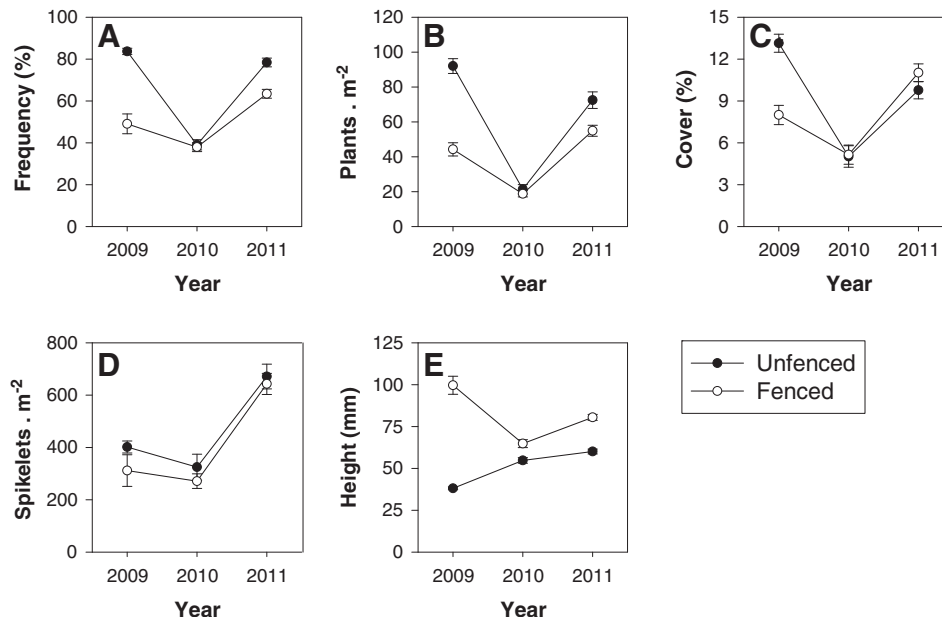 A
Frequency (%)
100
80
60
40
20
0
2009 2010 2011
Year
B
Plants . m-2
120
100
80
60
40
20
0
2009 2010 2011
Year
C
Cover (%)
15
12
9
6
3
0
2009 2010 2011
Year
D
Spikelets . m-2
800
600
400
200
0
2009 2010 2011
Year
E
Height (mm)
125
100
75
50
25
0
2009 2010 2011
Year
Unfenced
Fenced